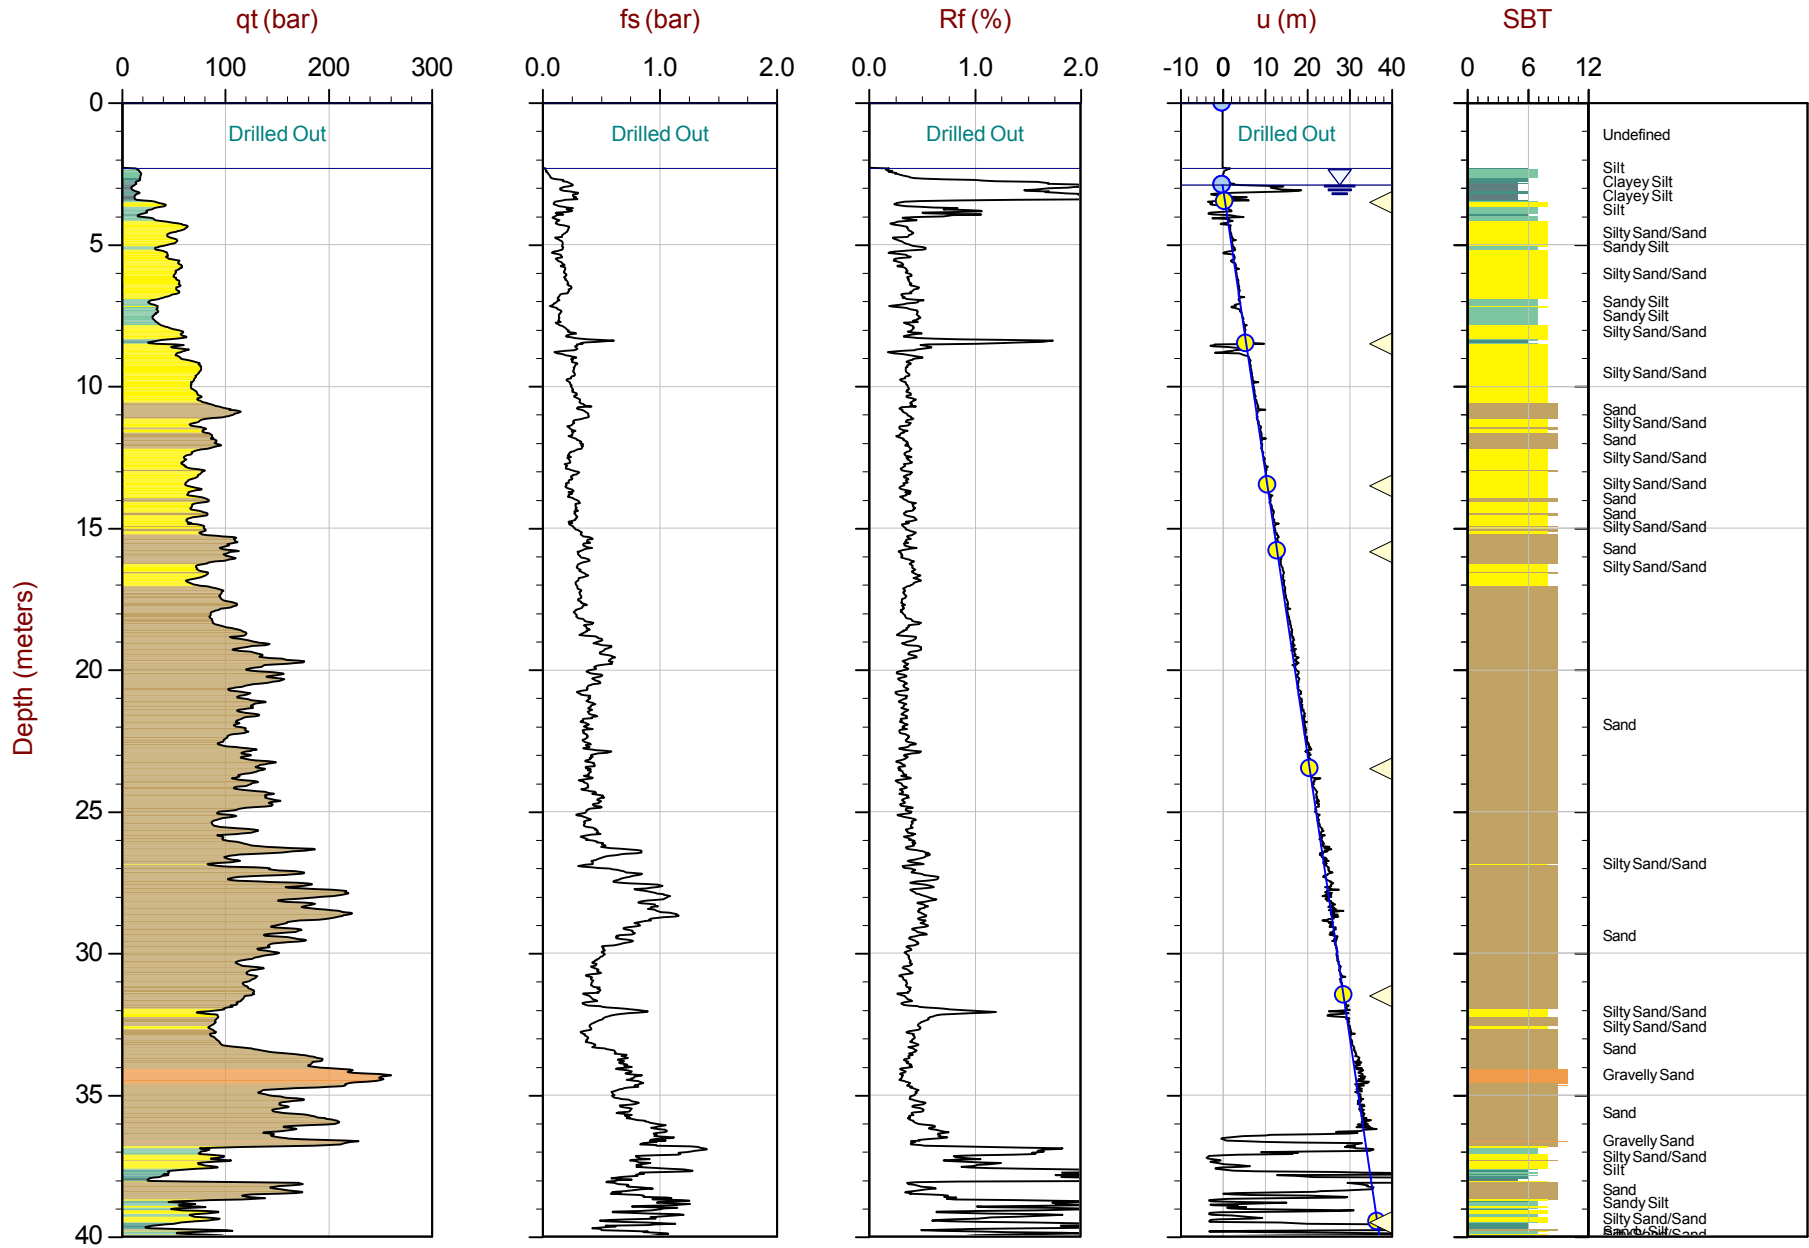 qt (bar) fs (bar) Rf (%) u (m) SBT
0 100 200 300 0.0 1.0 2.0 0.0 1.0 2.0 -10 0 10 20 30 40 0 6 12
0
Drilled Out Drilled Out Drilled Out Drilled Out
Undefined
Silt
Clayey Silt
Clayey Silt
Silt
Silty Sand/Sand
5
Sandy Silt
Silty Sand/Sand
Sandy Silt
Sandy Silt
Silty Sand/Sand
Silty Sand/Sand
10
Sand
Silty Sand/Sand
Sand
Silty Sand/Sand
Silty Sand/Sand
Sand
Sand
Silty Sand/Sand
15
Sand
Silty Sand/Sand
Depth (meters)
20
Sand
25
Silty Sand/Sand
Sand
30
Silty Sand/Sand
Silty Sand/Sand
Sand
Gravelly Sand
35
Sand
Gravelly Sand
Silty Sand/Sand
Silt
Sand
Sandy Silt
Silty Sand/Sand
40